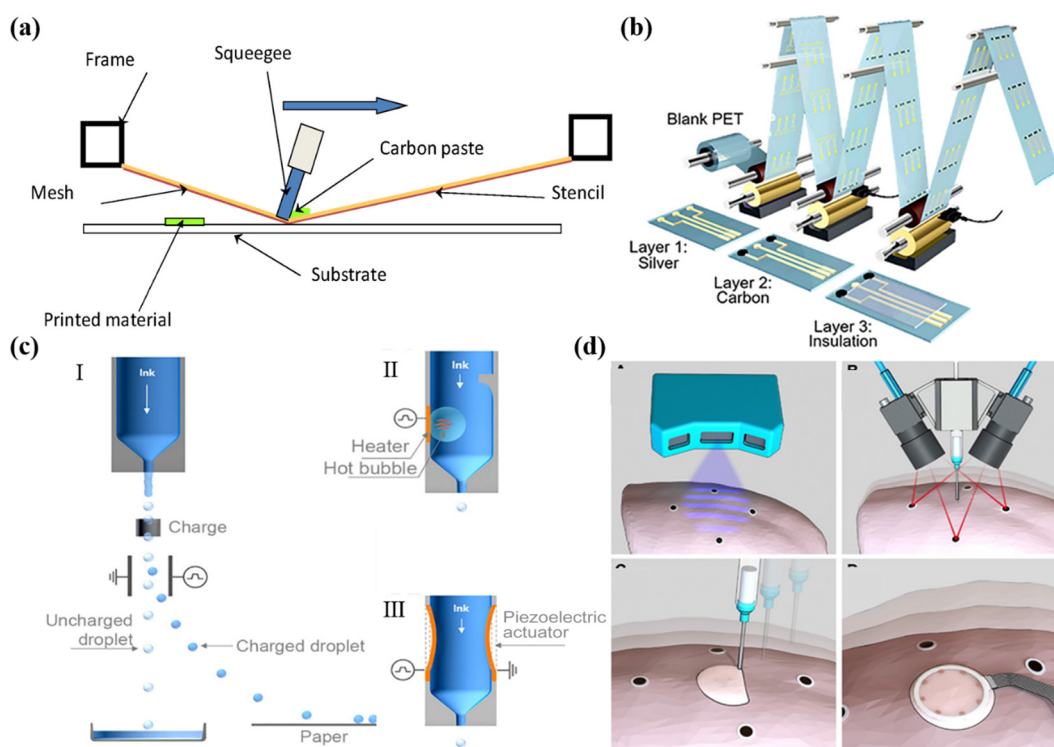 (a)
Frame
Squeegee
Carbon paste
Mesh
Stencil
Substrate
Printed material
(b)
Blank PET
Layer 1:
Silver
Layer 2:
Carbon
Layer 3:
Insulation
(c)
I
Ink
Charge
Uncharged
droplet
Charged droplet
Paper
II
Ink
Heater
Hot bubble
III
Ink
Piezoelectric
actuator
(d)